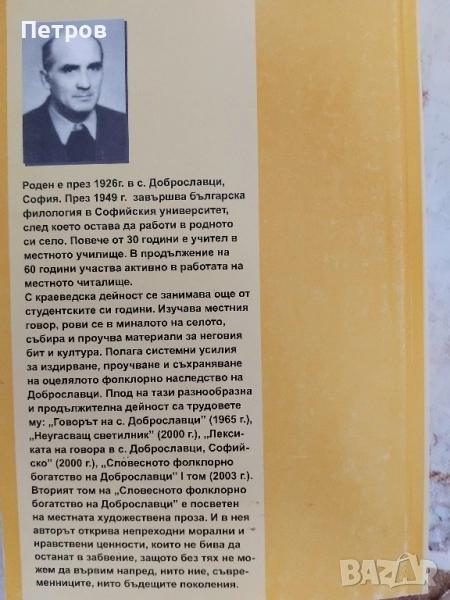 Петров
Роден е през 1926г. в с. Доброславци,
София. През 1949 г. завършва българска
филология в Софийския университет,
след което остава да работи в родното
си село. Повече от 30 години е учител в
местното училище. В продължение на
60 години участва активно в работата на
местното читалище.
С краеведска дейност се занимава още от
студентските си години. Изучава местния
говор, рови се в миналото на селото,
събира и проучва материали за неговия
бит и култура. Полага системни усилия
за издирване, проучване и съхраняване
на оцелялото фолклорно наследство на
Доброславци. Плод на тази разнообразна
и продължителна дейност са трудовете
му: „Говорът на с. Доброславци" (1965 г.),
„Неугасващ светилник" (2000 г.), „Лекси-
ката на говора в с. Доброславци, Софий-
ско" (2000 г.), „Словесното фолклорно
богатство на Доброславци" I том (2003 г.).
Вторият том на „Словесното фолклорно
богатство на Доброславци" е посветен
на местната художествена проза. И в нея
авторът открива непреходни морални и
нравствени ценности, които не бива да
останат в забвение, защото без тях не мо-
жем да вървим напред, нито ние, съвре-
менниците, нито бъдещите поколения.
BAZAR